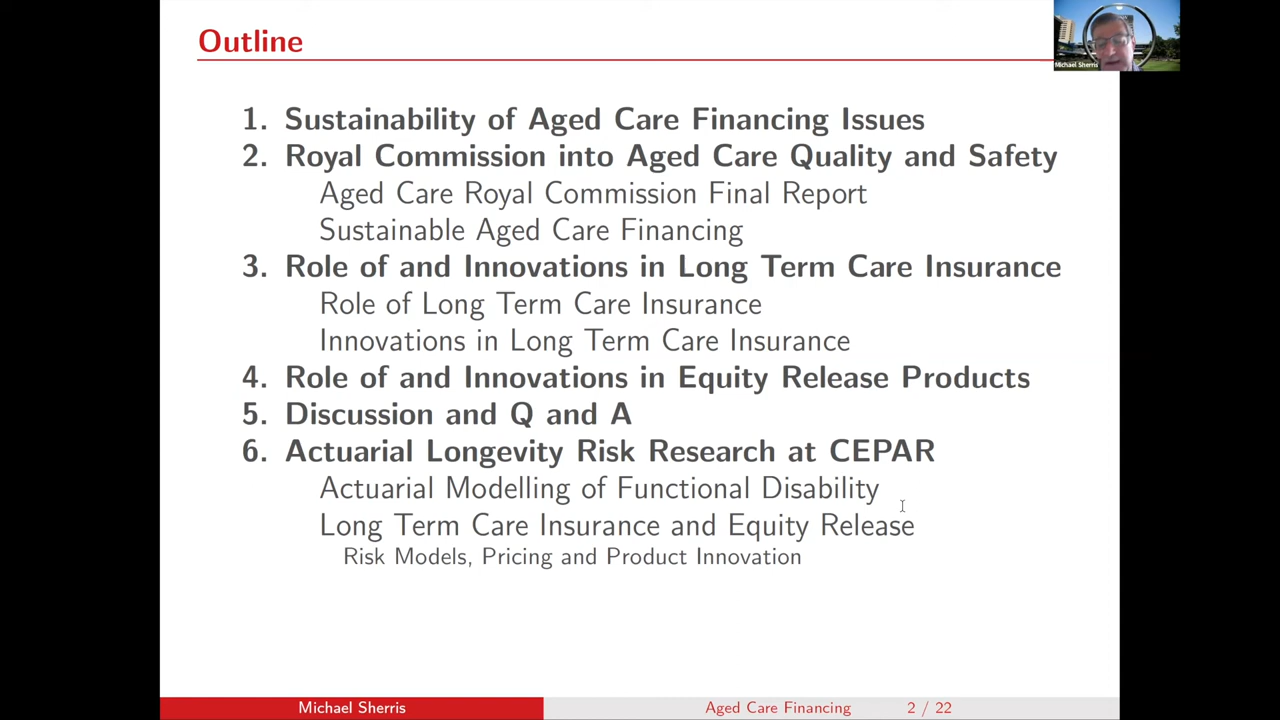 Outline
Michael Sherris
1. Sustainability of Aged Care Financing Issues
2. Royal Commission into Aged Care Quality and Safety
Aged Care Royal Commission Final Report
Sustainable Aged Care Financing
3. Role of and Innovations in Long Term Care Insurance
Role of Long Term Care Insurance
Innovations in Long Term Care Insurance
4. Role of and Innovations in Equity Release Products
5. Discussion and Q and A
6. Actuarial Longevity Risk Research at CEPAR
Actuarial Modelling of Functional Disability
Long Term Care Insurance and Equity Release
Risk Models, Pricing and Product Innovation
Michael Sherris Aged Care Financing 2 / 22